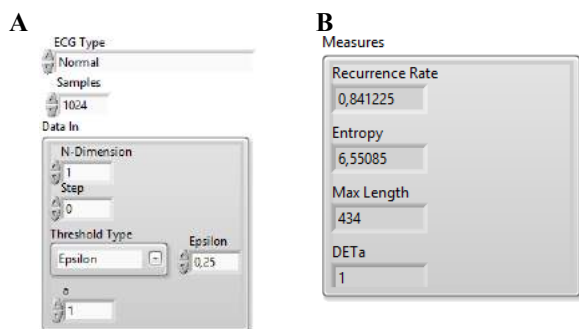 A
ECG Type
Normal
Samples
1024
Data In
N-Dimension
1
Step
0
Threshold Type
Epsilon
Epsilon
0,25
a
1
B
Measures
Recurrence Rate
0,841225
Entropy
6,55085
Max Length
434
DETa
1